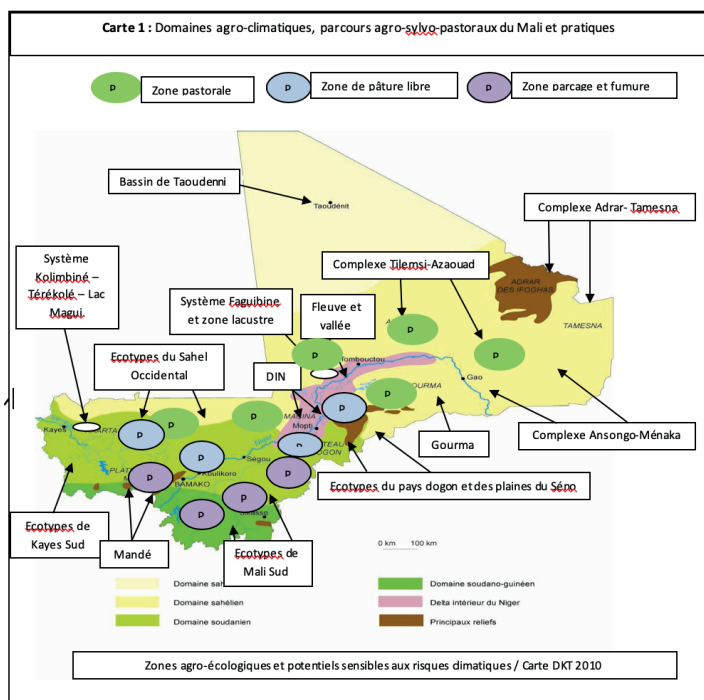 Carte 1 : Domaines agro-climatiques, parcours agro-sylvo-pastoraux du Mali et pratiques
P
Zone pastorale
P
Zone de pâture libre
P
Zone parcage et fumure
Bassin de Taoudenni
Taoudénit
Complexe Adrar- Tamesna
Système
Kolimbiné –
Térékolé – Lac
Magui
Système Faguibine
et zone lacustre
Fleuve et
vallée
Complexe Tilemsi-Azaouad
ADRAR
DES IFOGHAS
TAMESNA
P
P
P
Tombouctou
Gao
Ecotypes du Sahel
Occidental
DIN
P
P
P
P
Kayes
MACINA
Mopti
Gourma
Complexe Ansongo-Ménaka
P
P
P
Niger
Ségou
Koulikoro
BAMAKO
P
P
P
P
Ecotypes du pays dogon et des plaines du Séno
Ecotypes de
Kayes Sud
Mandé
Ecotypes de
Mali Sud
0 km 100 km
Domaine sahélien
Domaine soudanien
Domaine soudano-guinéen
Delta intérieur du Niger
Principaux reliefs
Zones agro-écologiques et potentiels sensibles aux risques dimatiques / Carte DKT 2010